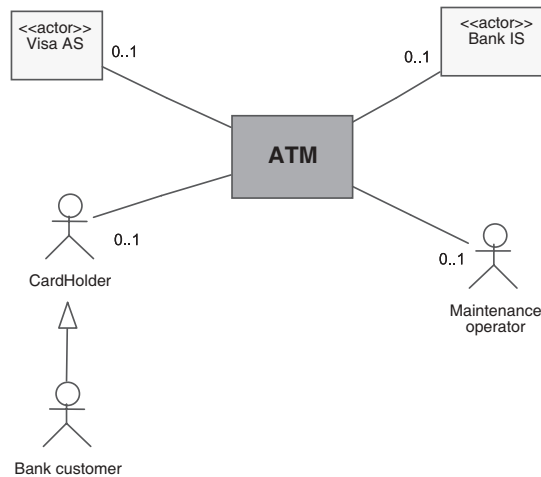 <<actor>>
Visa AS
0..1
<<actor>>
Bank IS
0..1
ATM
0..1
CardHolder
0..1
Maintenance
operator
Bank customer